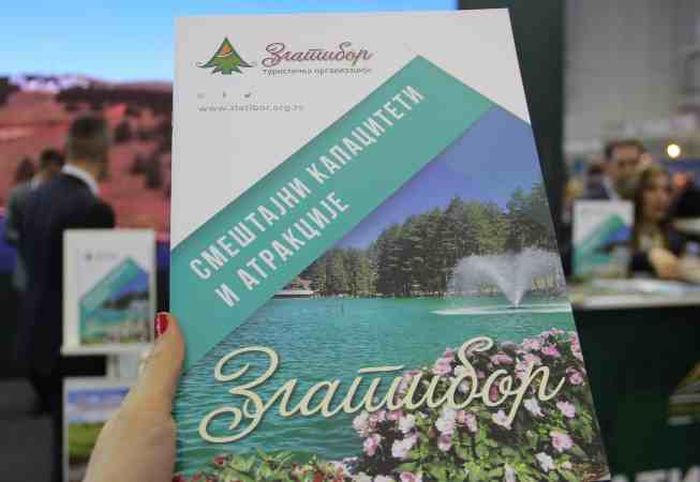 Златибор
туристичка организација
www.zlatibor.org.rs
СМЕШТАЈНИ КАПАЦИТЕТИ
И АТРАКЦИЈЕ
Златибор